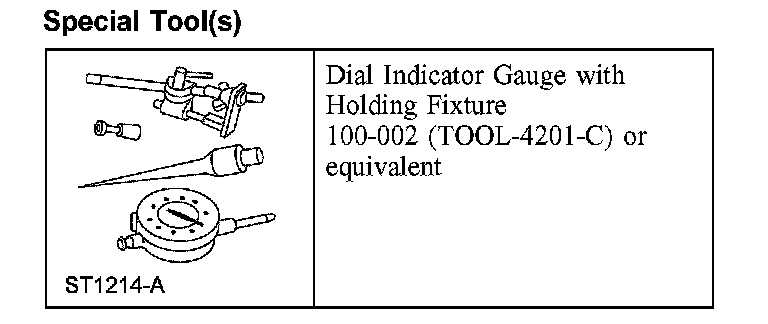 Special Tool(s)
Dial Indicator Gauge with
Holding Fixture
100-002 (TOOL-4201-C) or
equivalent
ST1214-A